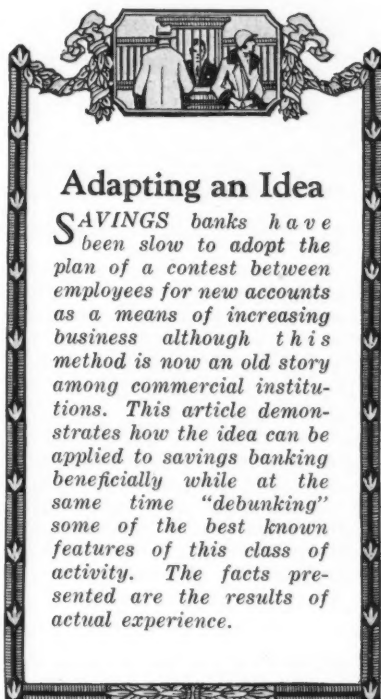 Adapting an Idea
SAVINGS banks have
been slow to adopt the
plan of a contest between
employees for new accounts
as a means of increasing
business although this
method is now an old story
among commercial institu-
tions. This article demon-
strates how the idea can be
applied to savings banking
beneficially while at the
same time “debunking”
some of the best known
features of this class of
activity. The facts pre-
sented are the results of
actual experience.